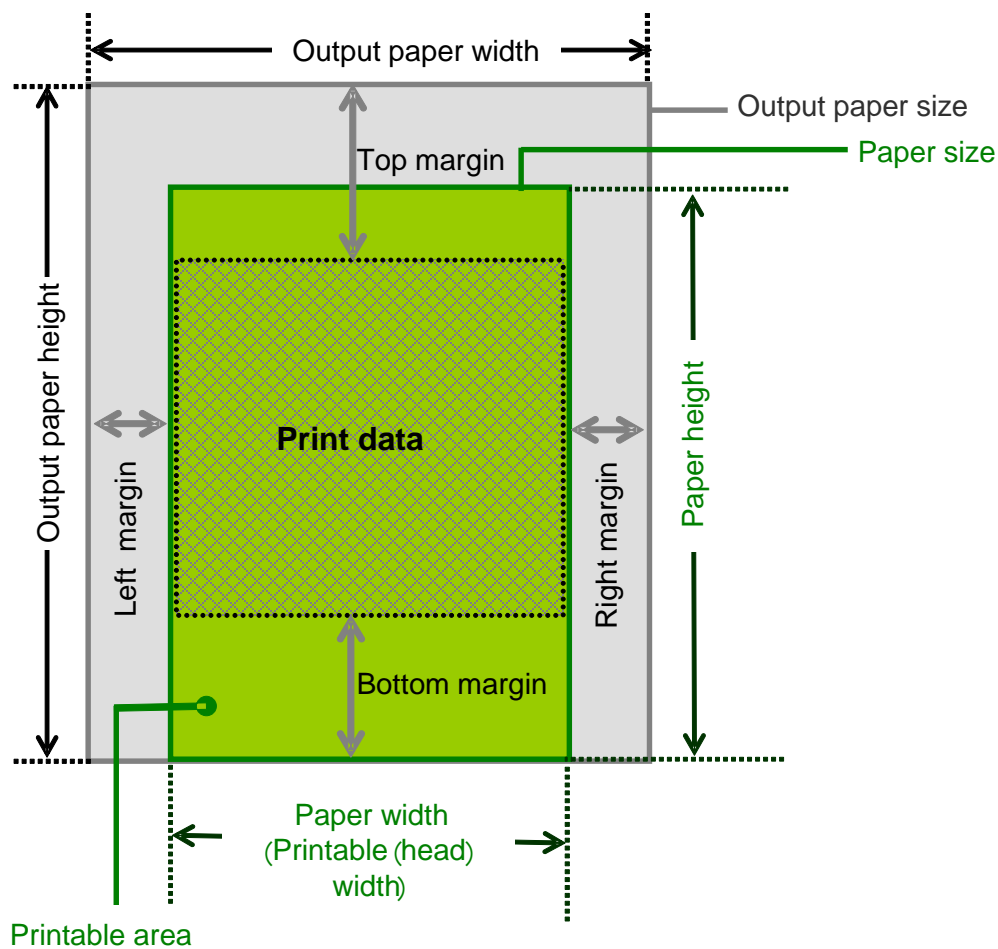 Output paper width
Output paper size
Top margin
Paper size
Output paper height
Paper height
Print data
Left margin
Right margin
Bottom margin
Paper width
(Printable (head)
width)
Printable area